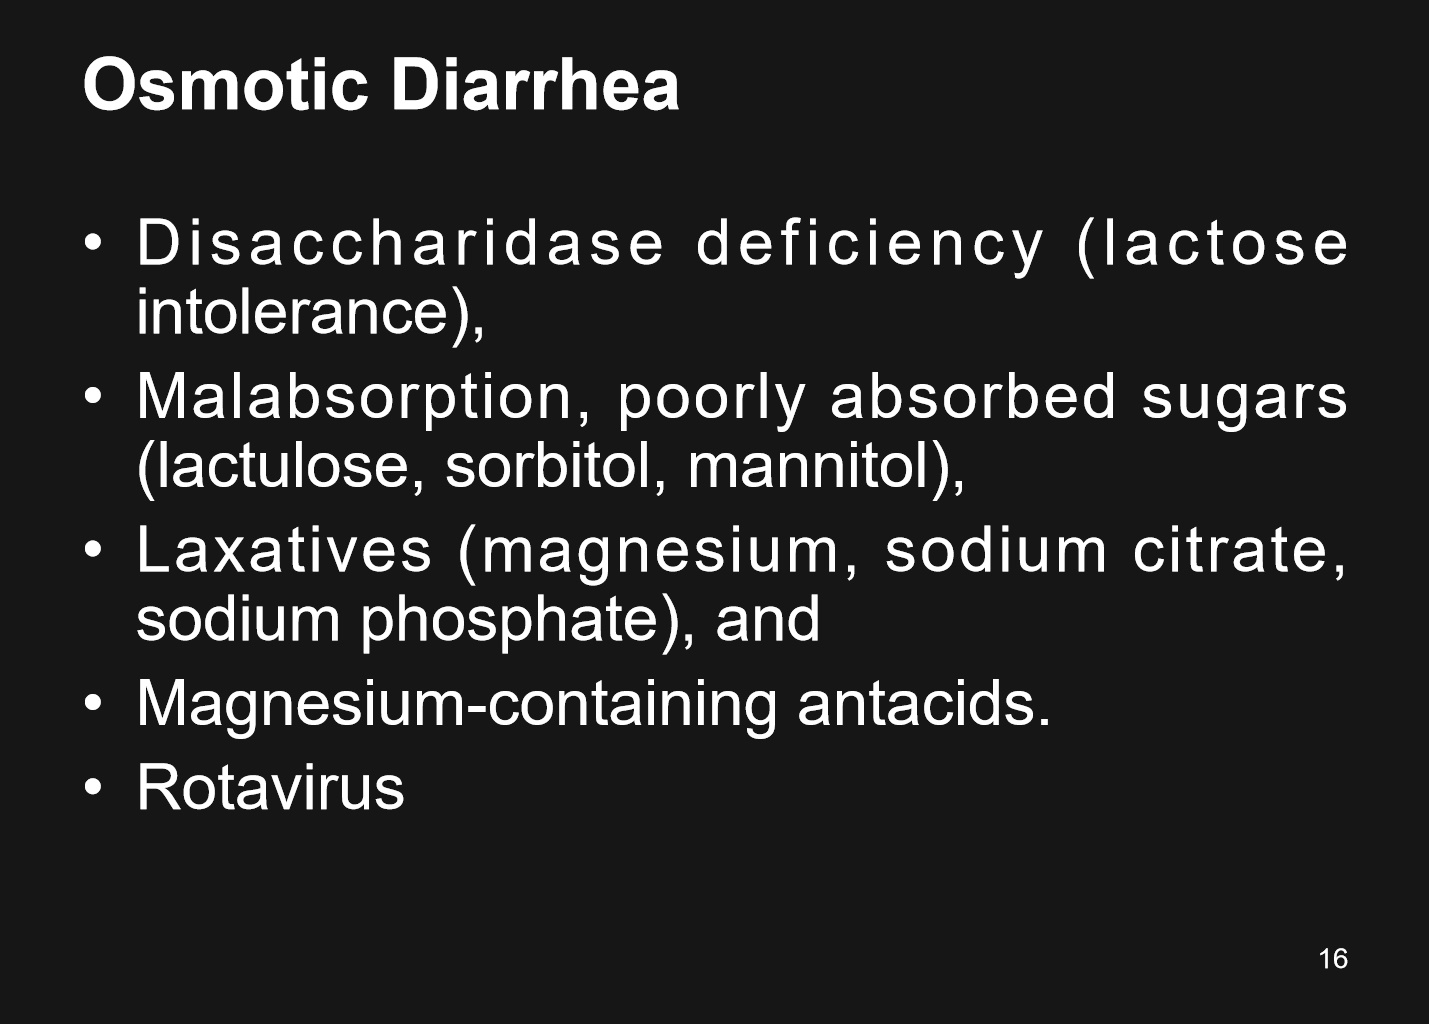 Osmotic Diarrhea
• Disaccharidase deficiency (lactose
intolerance),
• Malabsorption, poorly absorbed sugars
(lactulose, sorbitol, mannitol),
• Laxatives (magnesium, sodium citrate,
sodium phosphate), and
• Magnesium-containing antacids.
• Rotavirus
16